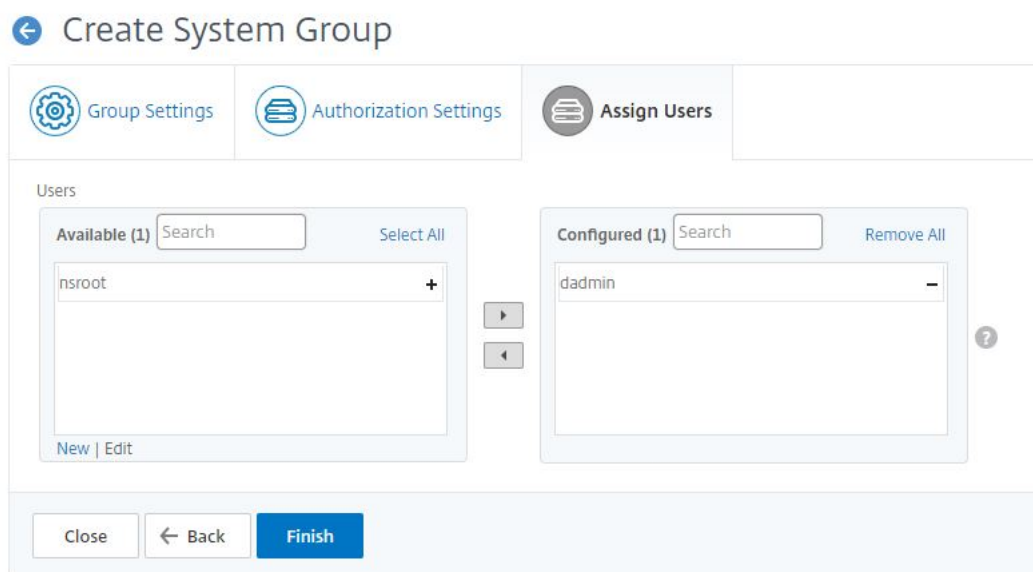 Create System Group
Group Settings
Authorization Settings
Assign Users
Users
Available (1) Search Select All
nsroot +
New | Edit
Configured (1) Search Remove All
dadmin −
?
Close
← Back
Finish